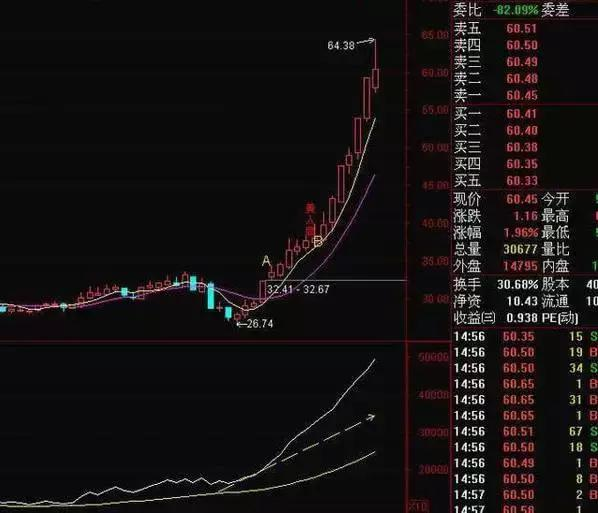 委比 -82.09% 委差
卖五 60.51
卖四 60.50
卖三 60.49
卖二 60.48
卖一 60.45
买一 60.41
买二 60.40
买三 60.38
买四 60.35
买五 60.33
现价 60.45 今开
涨跌 1.16 最高
涨幅 1.96% 最低
总量 30677 量比
外盘 14795 内盘
换手 30.68% 股本 40
净资 10.43 流通
收益㈢ 0.938 PE(动)
14:56 60.35 15 S
14:56 60.50 19 B
14:56 60.50 34 S
14:56 60.65 1 B
14:56 60.65 31 B
14:56 60.65 1 B
14:56 60.51 67 S
14:56 60.50 18 S
14:56 60.49 1 B
14:56 60.50 8 B
14:57 60.50 2 B
14:57 60.58 1 B
64.38
65.00
60.00
55.00
50.00
45.00
40.00
35.00
30.00
A
B
32.41 - 32.67
←26.74
50000
40000
30000
20000
X10